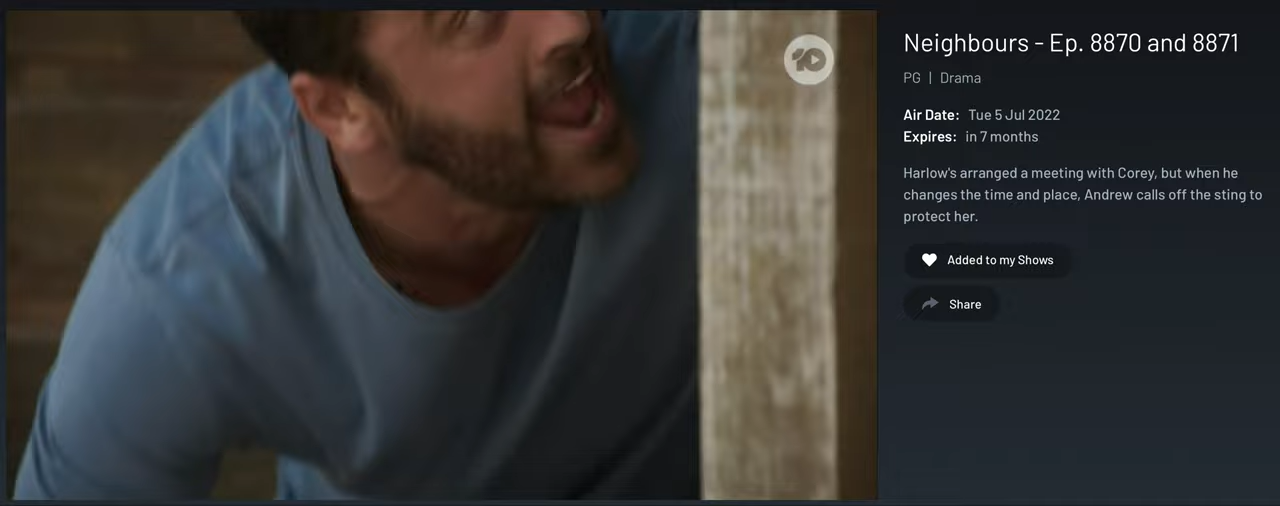 10
Neighbours - Ep. 8870 and 8871
PG | Drama
Air Date: Tue 5 Jul 2022
Expires: in 7 months
Harlow's arranged a meeting with Corey, but when he
changes the time and place, Andrew calls off the sting to
protect her.
Added to my Shows
Share